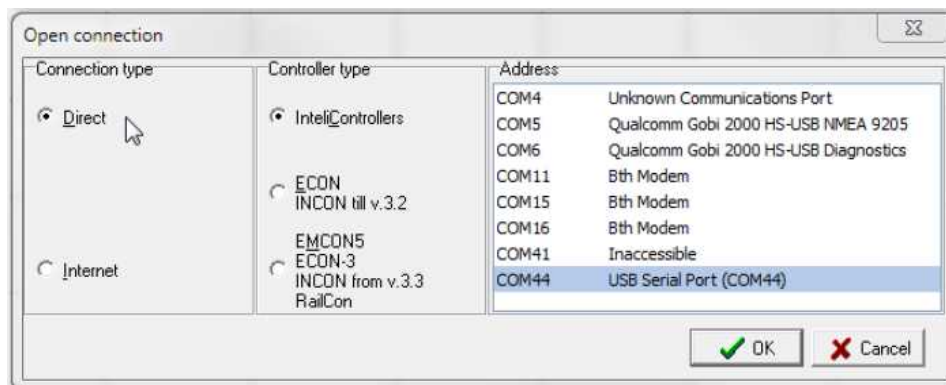 Open connection
Connection type
Direct
Internet
Controller type
InteliControllers
ECON
INCON till v.3.2
EMCON5
ECON-3
INCON from v.3.3
RailCon
Address
COM4 Unknown Communications Port
COM5 Qualcomm Gobi 2000 HS-USB NMEA 9205
COM6 Qualcomm Gobi 2000 HS-USB Diagnostics
COM11 Bth Modem
COM15 Bth Modem
COM16 Bth Modem
COM41 Inaccessible
COM44 USB Serial Port (COM44)
OK Cancel